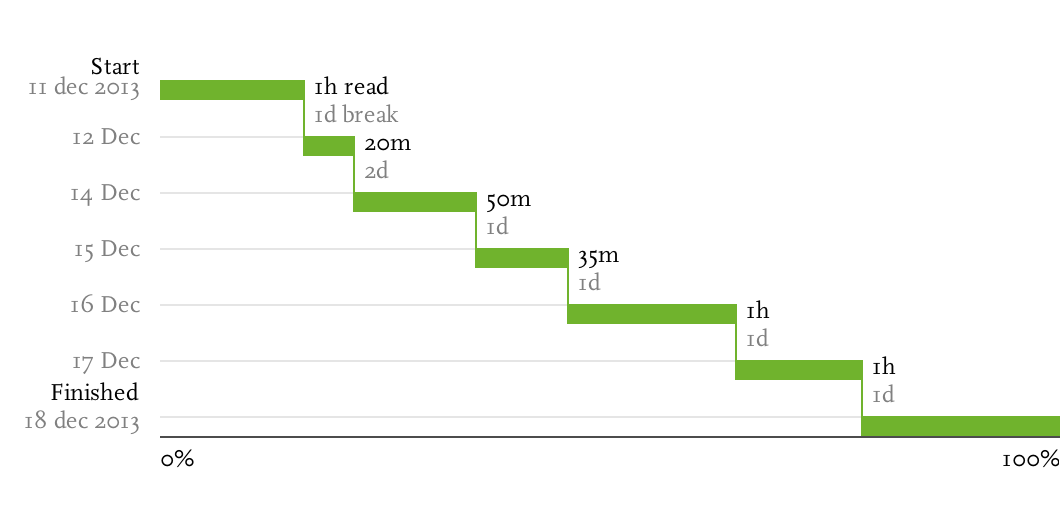 Start
11 dec 2013
1h read
1d break
12 Dec
20m
2d
14 Dec
50m
1d
15 Dec
35m
1d
16 Dec
1h
1d
17 Dec
1h
Finished
1d
18 dec 2013
0%
100%